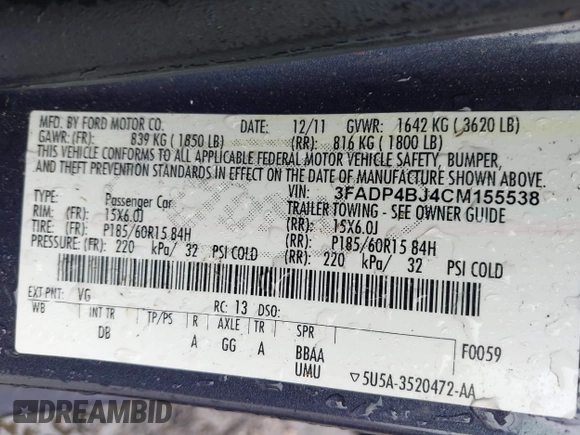 MFD. BY FORD MOTOR CO. DATE: 12/11 GVWR: 1642 KG ( 3620 LB)
GAWR: (FR): 839 KG ( 1850 LB) (RR): 816 KG ( 1800 LB)
THIS VEHICLE CONFORMS TO ALL APPLICABLE FEDERAL MOTOR VEHICLE SAFETY, BUMPER,
AND THEFT PREVENTION STANDARDS IN EFFECT ON THE DATE OF MANUFACTURE SHOWN ABOVE.
VIN: 3FADP4BJ4CM155538
TYPE: Passenger Car TRAILER TOWING - SEE OWNER GUIDE
RIM: (FR): 15X6.0J (RR): 15X6.0J
TIRE: (FR): P185/60R15 84H (RR): P185/60R15 84H
PRESSURE: (FR): 220 kPa/ 32 PSI COLD (RR): 220 kPa/ 32 PSI COLD
EXT PNT: VG RC: 13 DSO:
WB INT TR TP/PS R AXLE TR SPR F0059
DB A GG A BBAA
UMU
▽5U5A-3520472-AA
DREAMBID